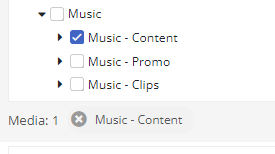 Music
Music - Content
Music - Promo
Music - Clips
Media: 1 Music - Content